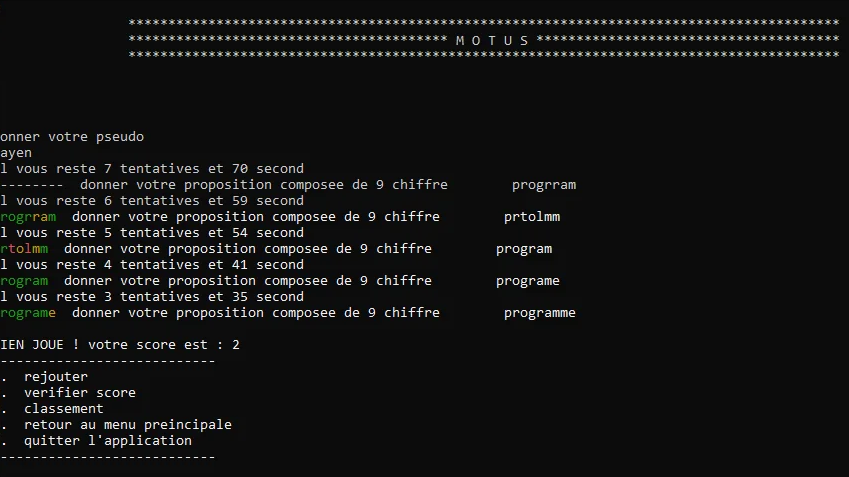 *****************************************************************************************
**************************************** M O T U S **************************************
*****************************************************************************************
onner votre pseudo
ayen
l vous reste 7 tentatives et 70 second
-------- donner votre proposition composee de 9 chiffre progrram
l vous reste 6 tentatives et 59 second
rogrram donner votre proposition composee de 9 chiffre prtolmm
l vous reste 5 tentatives et 54 second
rtolmm donner votre proposition composee de 9 chiffre program
l vous reste 4 tentatives et 41 second
rogram donner votre proposition composee de 9 chiffre programe
l vous reste 3 tentatives et 35 second
rograme donner votre proposition composee de 9 chiffre programme
IEN JOUE ! votre score est : 2
---------------------------
. rejouter
. verifier score
. classement
. retour au menu preincipale
. quitter l'application
---------------------------